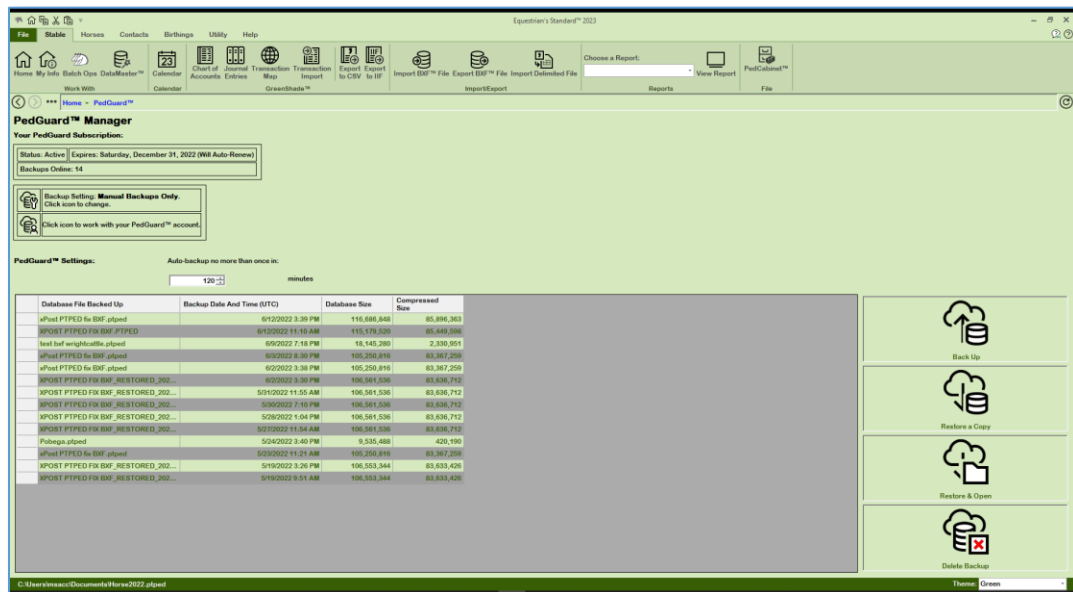 Equestrian's Standard™ 2023
File Stable Horses Contacts Birthings Utility Help
23
Home My Info Batch Ops DataMaster™ Calendar Chart of Accounts Journal Entries Transaction Map Transaction Import Export to CSV Export to IIF Import BXF™ File Export BXF™ File Import Delimited File Choose a Report: View Report PedCabinet™
Work With Calendar GreenShade™ Import/Export Reports File
Home - PedGuard™
PedGuard™ Manager
Your PedGuard Subscription:
Status: Active Expires: Saturday, December 31, 2022 (Will Auto-Renew)
Backups Online: 14
Backup Setting: Manual Backups Only.
Click icon to change.
Click icon to work with your PedGuard™ account.
PedGuard™ Settings: Auto-backup no more than once in:
120 minutes
Database File Backed Up Backup Date And Time (UTC) Database Size Compressed Size
xPost PTPED fix BXF.ptped 6/12/2022 3:39 PM 116,686,848 85,896,363
XPOST PTPED FIX BXF.PTPED 6/12/2022 11:10 AM 115,179,520 85,449,598
test bxf wrightcattle.ptped 6/9/2022 7:18 PM 18,145,280 2,330,951
xPost PTPED fix BXF.ptped 6/3/2022 8:30 PM 105,250,816 83,367,259
xPost PTPED fix BXF.ptped 6/2/2022 3:38 PM 105,250,816 83,367,259
XPOST PTPED FIX BXF_RESTORED_202... 6/2/2022 3:30 PM 106,561,536 83,636,712
XPOST PTPED FIX BXF_RESTORED_202... 5/31/2022 11:55 AM 106,561,536 83,636,712
XPOST PTPED FIX BXF_RESTORED_202... 5/30/2022 7:10 PM 106,561,536 83,636,712
XPOST PTPED FIX BXF_RESTORED_202... 5/28/2022 1:04 PM 106,561,536 83,636,712
XPOST PTPED FIX BXF_RESTORED_202... 5/27/2022 11:54 AM 106,561,536 83,636,712
Pobega.ptped 5/24/2022 3:40 PM 9,535,488 420,190
xPost PTPED fix BXF.ptped 5/23/2022 11:21 AM 105,250,816 83,367,259
XPOST PTPED FIX BXF_RESTORED_202... 5/19/2022 3:26 PM 106,553,344 83,633,426
XPOST PTPED FIX BXF_RESTORED_202... 5/19/2022 9:51 AM 106,553,344 83,633,426
Back Up
Restore a Copy
Restore & Open
Delete Backup
C:\Users\msacc\Documents\Horse2022.ptped Theme: Green